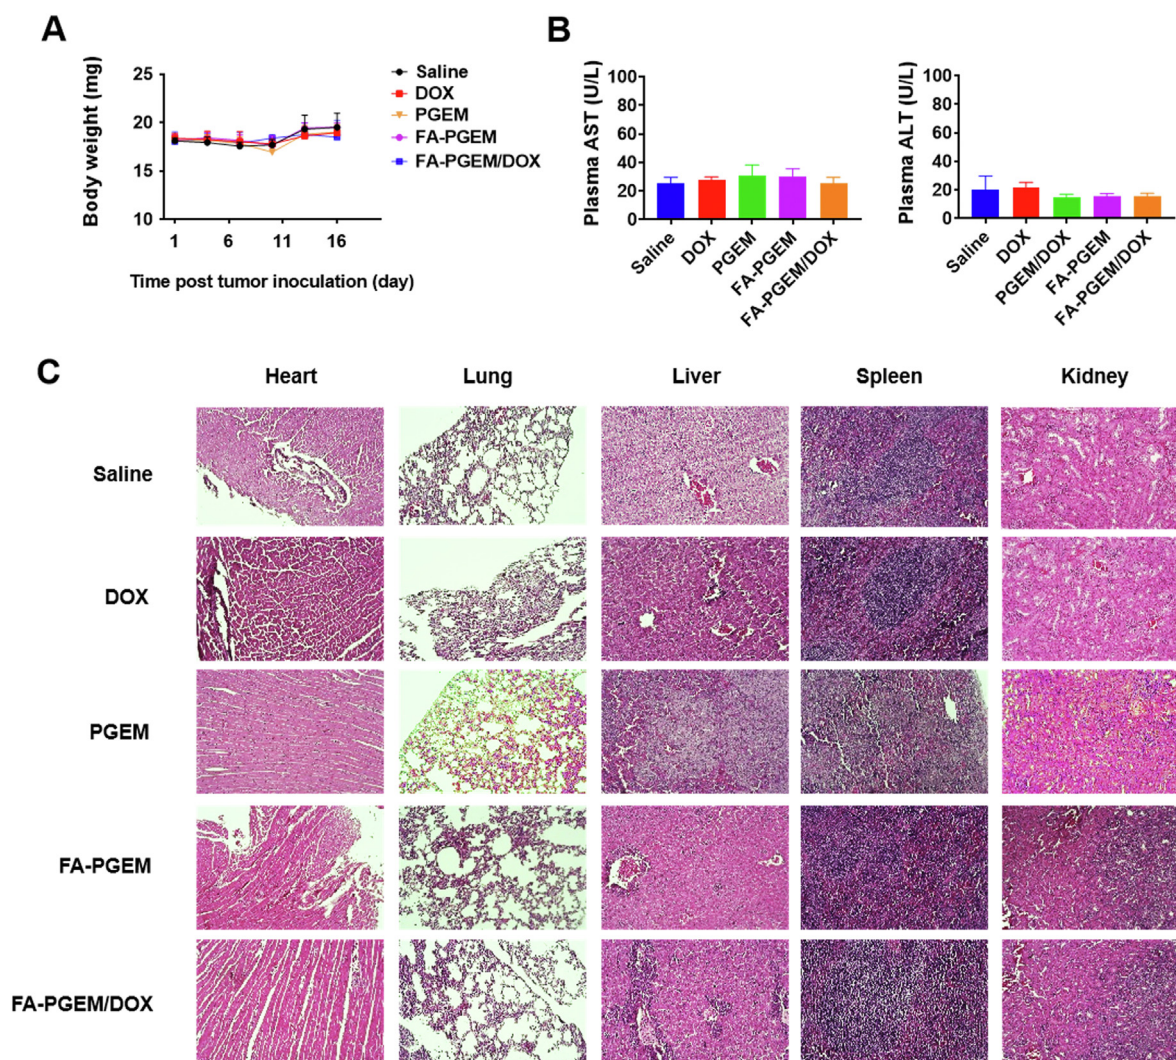 A
Body weight (mg)
25
20
15
10
1 6 11 16
Time post tumor inoculation (day)
Saline
DOX
PGEM
FA-PGEM
FA-PGEM/DOX
B
Plasma AST (U/L)
100
80
60
40
20
0
Saline
DOX
PGEM
FA-PGEM
FA-PGEM/DOX
Plasma ALT (U/L)
100
80
60
40
20
0
Saline
DOX
PGEM/DOX
FA-PGEM
FA-PGEM/DOX
C
Heart Lung Liver Spleen Kidney
Saline
DOX
PGEM
FA-PGEM
FA-PGEM/DOX